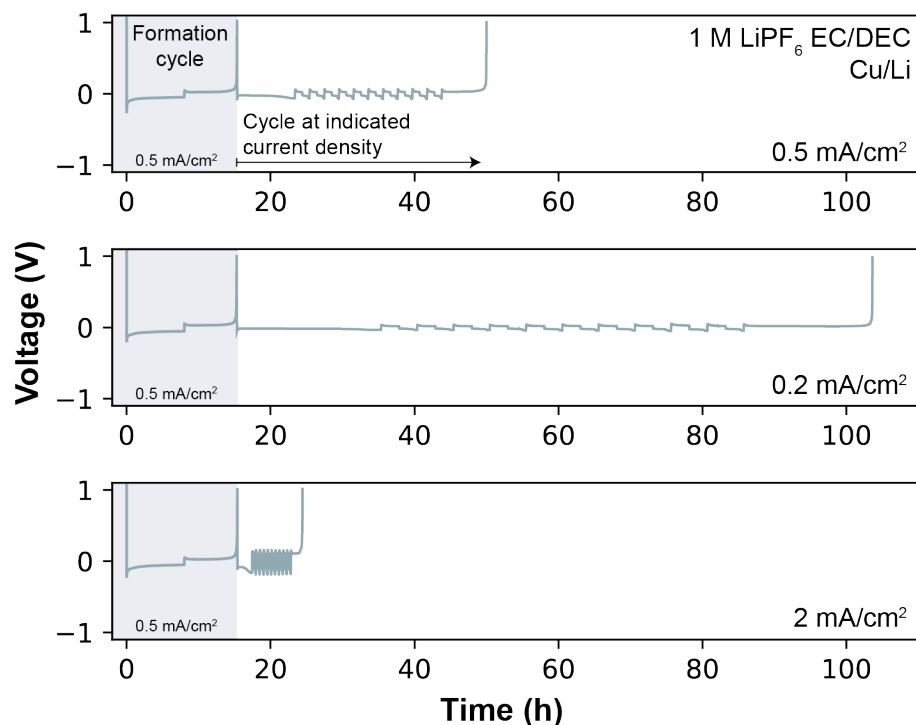 1
0
−1
Formation
cycle
0.5 mA/cm²
Cycle at indicated
current density
1 M LiPF₆ EC/DEC
Cu/Li
0.5 mA/cm²
0 20 40 60 80 100
1
0
−1
0.5 mA/cm²
0.2 mA/cm²
0 20 40 60 80 100
1
0
−1
0.5 mA/cm²
2 mA/cm²
0 20 40 60 80 100
Voltage (V)
Time (h)